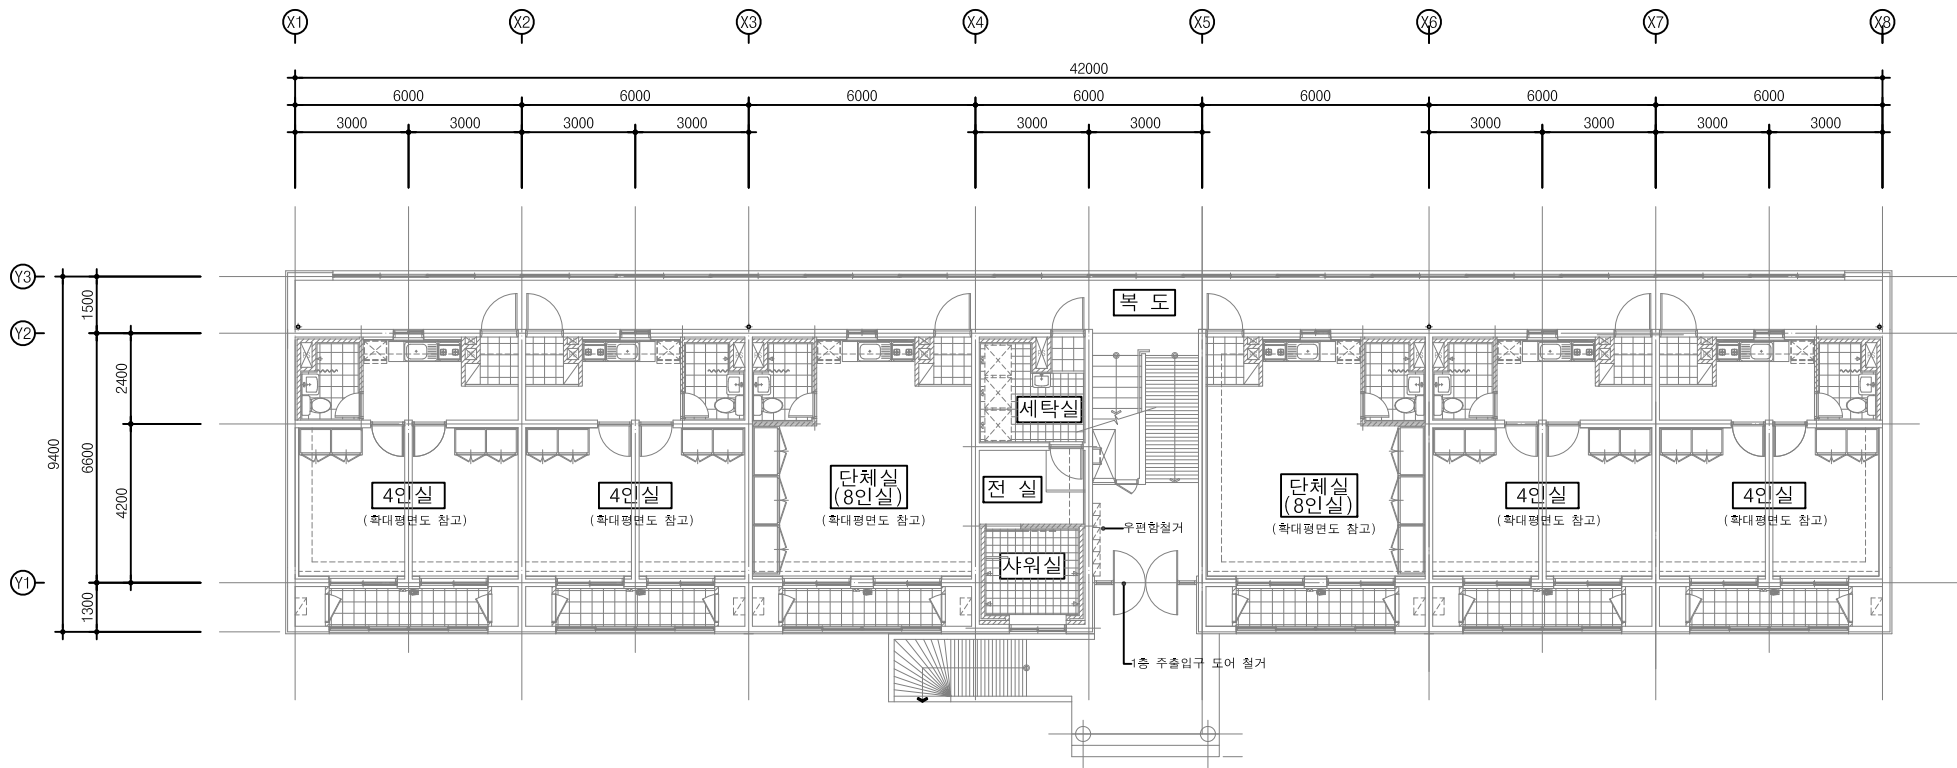 X1 X2 X3 X4 X5 X6 X7 X8
42000
6000 6000 6000 6000 6000 6000 6000
3000 3000 3000 3000 3000 3000 3000 3000 3000 3000
Y3
1500
복 도
Y2
2400
세탁실
9400
6600
4200
4인실
(확대평면도 참고)
4인실
(확대평면도 참고)
단체실
(8인실)
(확대평면도 참고)
전 실
단체실
(8인실)
(확대평면도 참고)
4인실
(확대평면도 참고)
4인실
(확대평면도 참고)
우편함철거
샤워실
Y1
1300
1층 주출입구 도어 철거